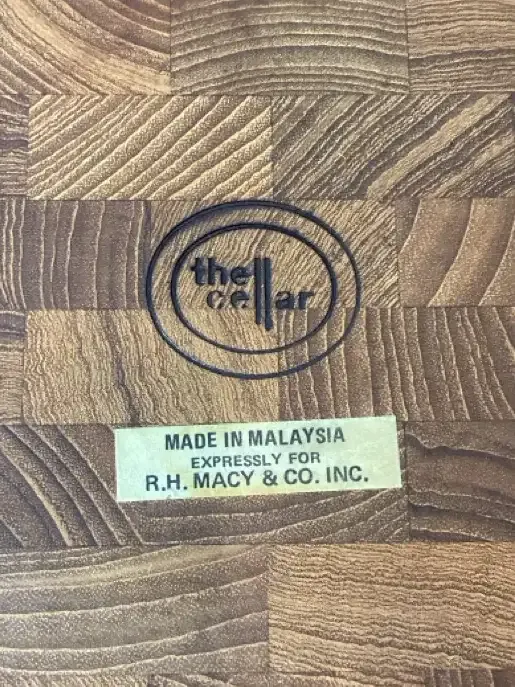 the
cellar
MADE IN MALAYSIA
EXPRESSLY FOR
R.H. MACY & CO. INC.